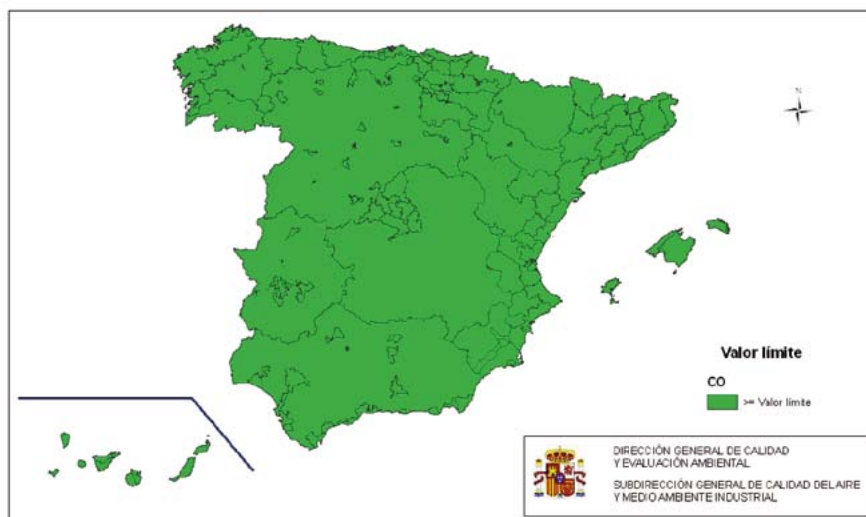 N
Valor límite
CO
>= Valor límite
DIRECCIÓN GENERAL DE CALIDAD
Y EVALUACIÓN AMBIENTAL
SUBDIRECCIÓN GENERAL DE CALIDAD DEL AIRE
Y MEDIO AMBIENTE INDUSTRIAL